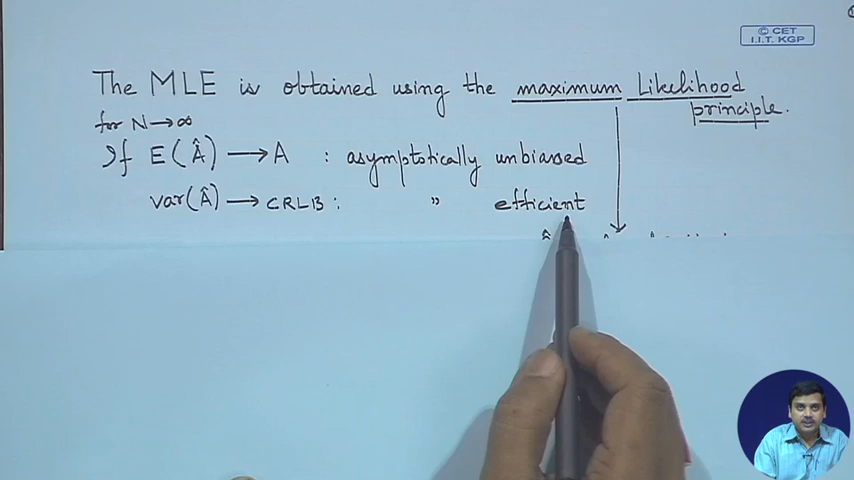 © CET
I.I.T. KGP
The MLE is obtained using the maximum Likelihood
principle.
for N→∞
If E(Â) → A : asymptotically unbiased
var(Â) → CRLB : " efficient